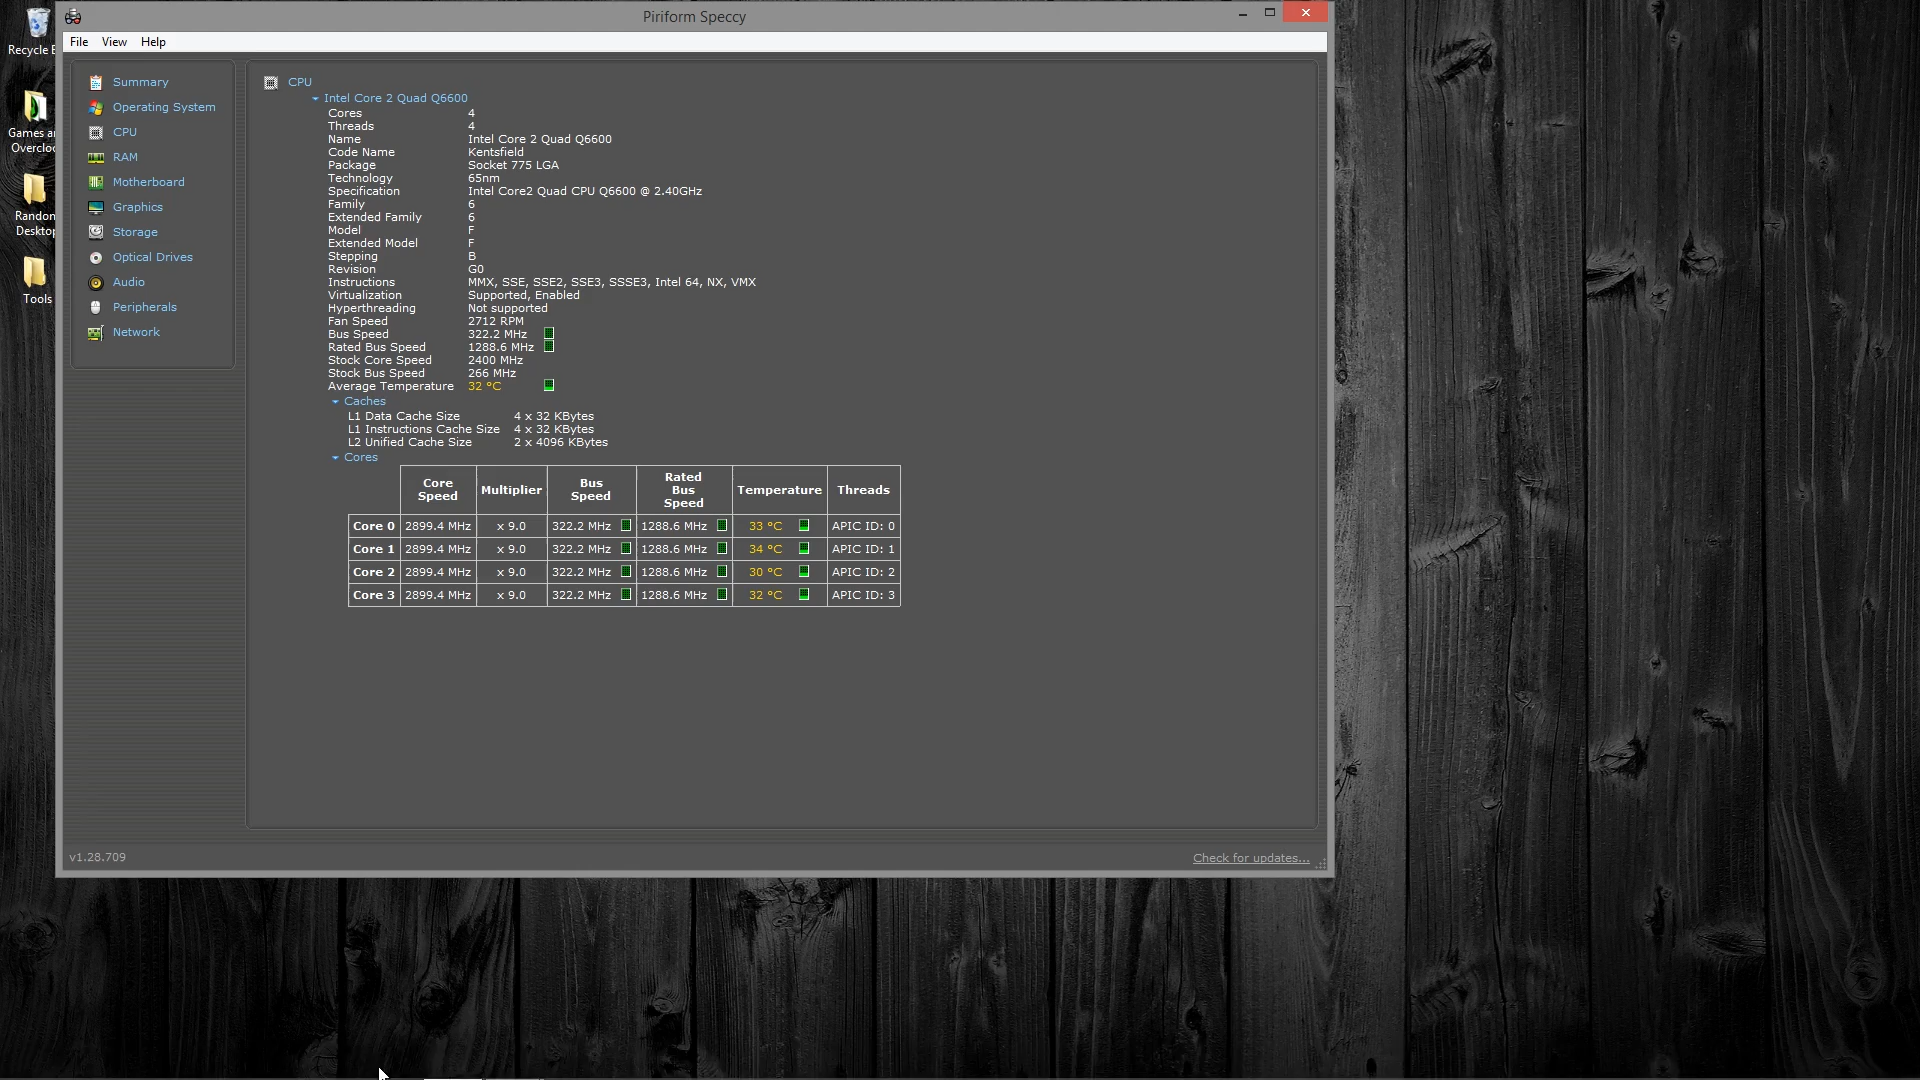 Piriform Speccy
File View Help
Recycle
Games a
Overcloc
Random
Desktop
Tools
Summary
Operating System
CPU
RAM
Motherboard
Graphics
Storage
Optical Drives
Audio
Peripherals
Network
CPU
Intel Core 2 Quad Q6600
Cores 4
Threads 4
Name Intel Core 2 Quad Q6600
Code Name Kentsfield
Package Socket 775 LGA
Technology 65nm
Specification Intel Core2 Quad CPU Q6600 @ 2.40GHz
Family 6
Extended Family 6
Model F
Extended Model F
Stepping B
Revision G0
Instructions MMX, SSE, SSE2, SSE3, SSSE3, Intel 64, NX, VMX
Virtualization Supported, Enabled
Hyperthreading Not supported
Fan Speed 2712 RPM
Bus Speed 322.2 MHz
Rated Bus Speed 1288.6 MHz
Stock Core Speed 2400 MHz
Stock Bus Speed 266 MHz
Average Temperature 32 °C
Caches
L1 Data Cache Size 4 x 32 KBytes
L1 Instructions Cache Size 4 x 32 KBytes
L2 Unified Cache Size 2 x 4096 KBytes
Cores
Core Speed Multiplier Bus Speed Rated Bus Speed Temperature Threads
Core 0 2899.4 MHz x 9.0 322.2 MHz 1288.6 MHz 33 °C APIC ID: 0
Core 1 2899.4 MHz x 9.0 322.2 MHz 1288.6 MHz 34 °C APIC ID: 1
Core 2 2899.4 MHz x 9.0 322.2 MHz 1288.6 MHz 30 °C APIC ID: 2
Core 3 2899.4 MHz x 9.0 322.2 MHz 1288.6 MHz 32 °C APIC ID: 3
v1.28.709
Check for updates...